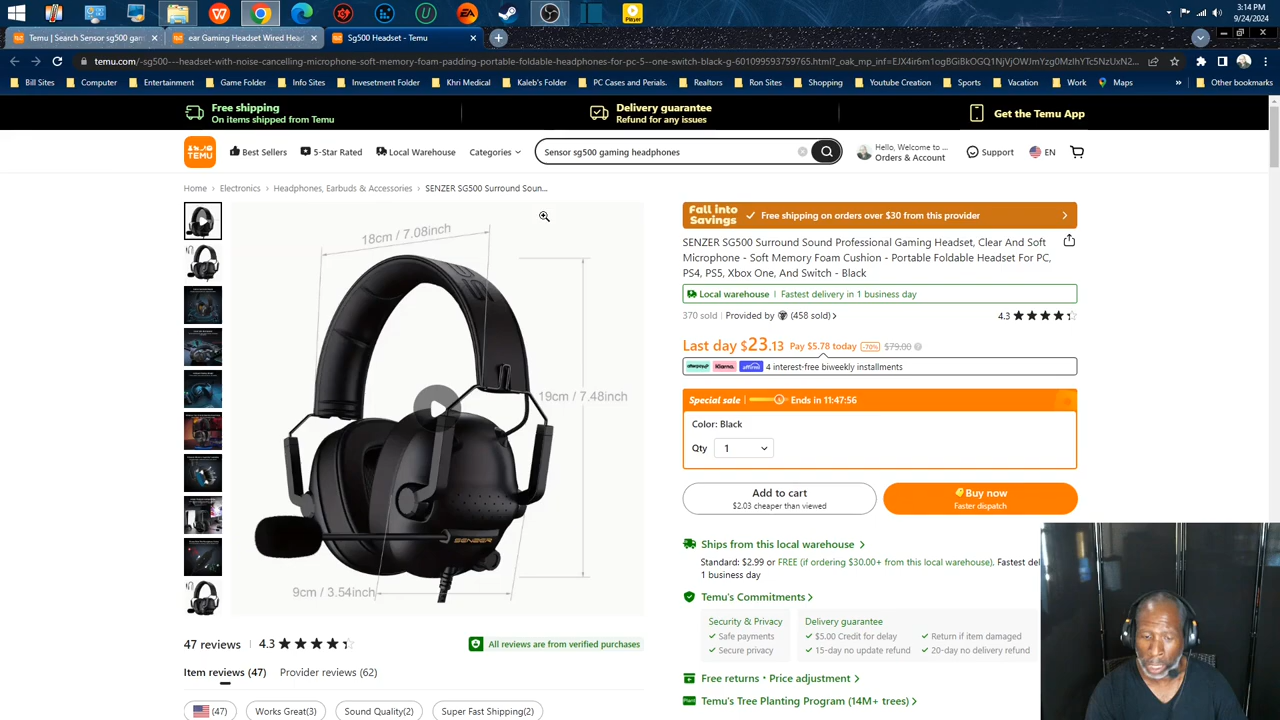 3:14 PM
9/24/2024
Temu | Search Sensor sg500 gam
ear Gaming Headset Wired Head
Sg500 Headset - Temu
Bill Sites
Computer
Entertainment
Game Folder
Info Sites
Invesetment Folder
Khri Medical
Kaleb's Folder
PC Cases and Perials.
Realtors
Ron Sites
Shopping
YouTube Creation
Sports
Vacation
Work
Maps
»
Other bookmarks
Free shipping
On items shipped from Temu
Delivery guarantee
Refund for any issues
Get the Temu App
TEMU
Best Sellers
5-Star Rated
Local Warehouse
Categories
Sensor sg500 gaming headphones
Hello, Welcome to ...
Orders & Account
Support
EN
Home › Electronics › Headphones, Earbuds & Accessories › SENZER SG500 Surround Soun...
18cm / 7.08inch
19cm / 7.48inch
9cm / 3.54inch
SENZER
Fall into
Savings
Free shipping on orders over $30 from this provider
SENZER SG500 Surround Sound Professional Gaming Headset, Clear And Soft
Microphone - Soft Memory Foam Cushion - Portable Foldable Headset For PC,
PS4, PS5, Xbox One, And Switch - Black
Local warehouse | Fastest delivery in 1 business day
370 sold | Provided by (458 sold) 4.3
Last day $23.13 Pay $5.78 today -70% $79.00
afterpay Klarna. affirm 4 interest-free biweekly installments
Special sale Ends in 11:47:56
Color: Black
Qty 1
Add to cart
$2.03 cheaper than viewed
Buy now
Faster dispatch
Ships from this local warehouse
Standard: $2.99 or FREE (if ordering $30.00+ from this local warehouse), Fastest del
1 business day
Temu's Commitments
Security & Privacy
Safe payments
Secure privacy
Delivery guarantee
$5.00 Credit for delay
Return if item damaged
15-day no update refund
20-day no delivery refund
Free returns • Price adjustment
Temu's Tree Planting Program (14M+ trees)
47 reviews 4.3
All reviews are from verified purchases
Item reviews (47)
Provider reviews (62)
(47)
Works Great(3)
Sound Quality(2)
Super Fast Shipping(2)